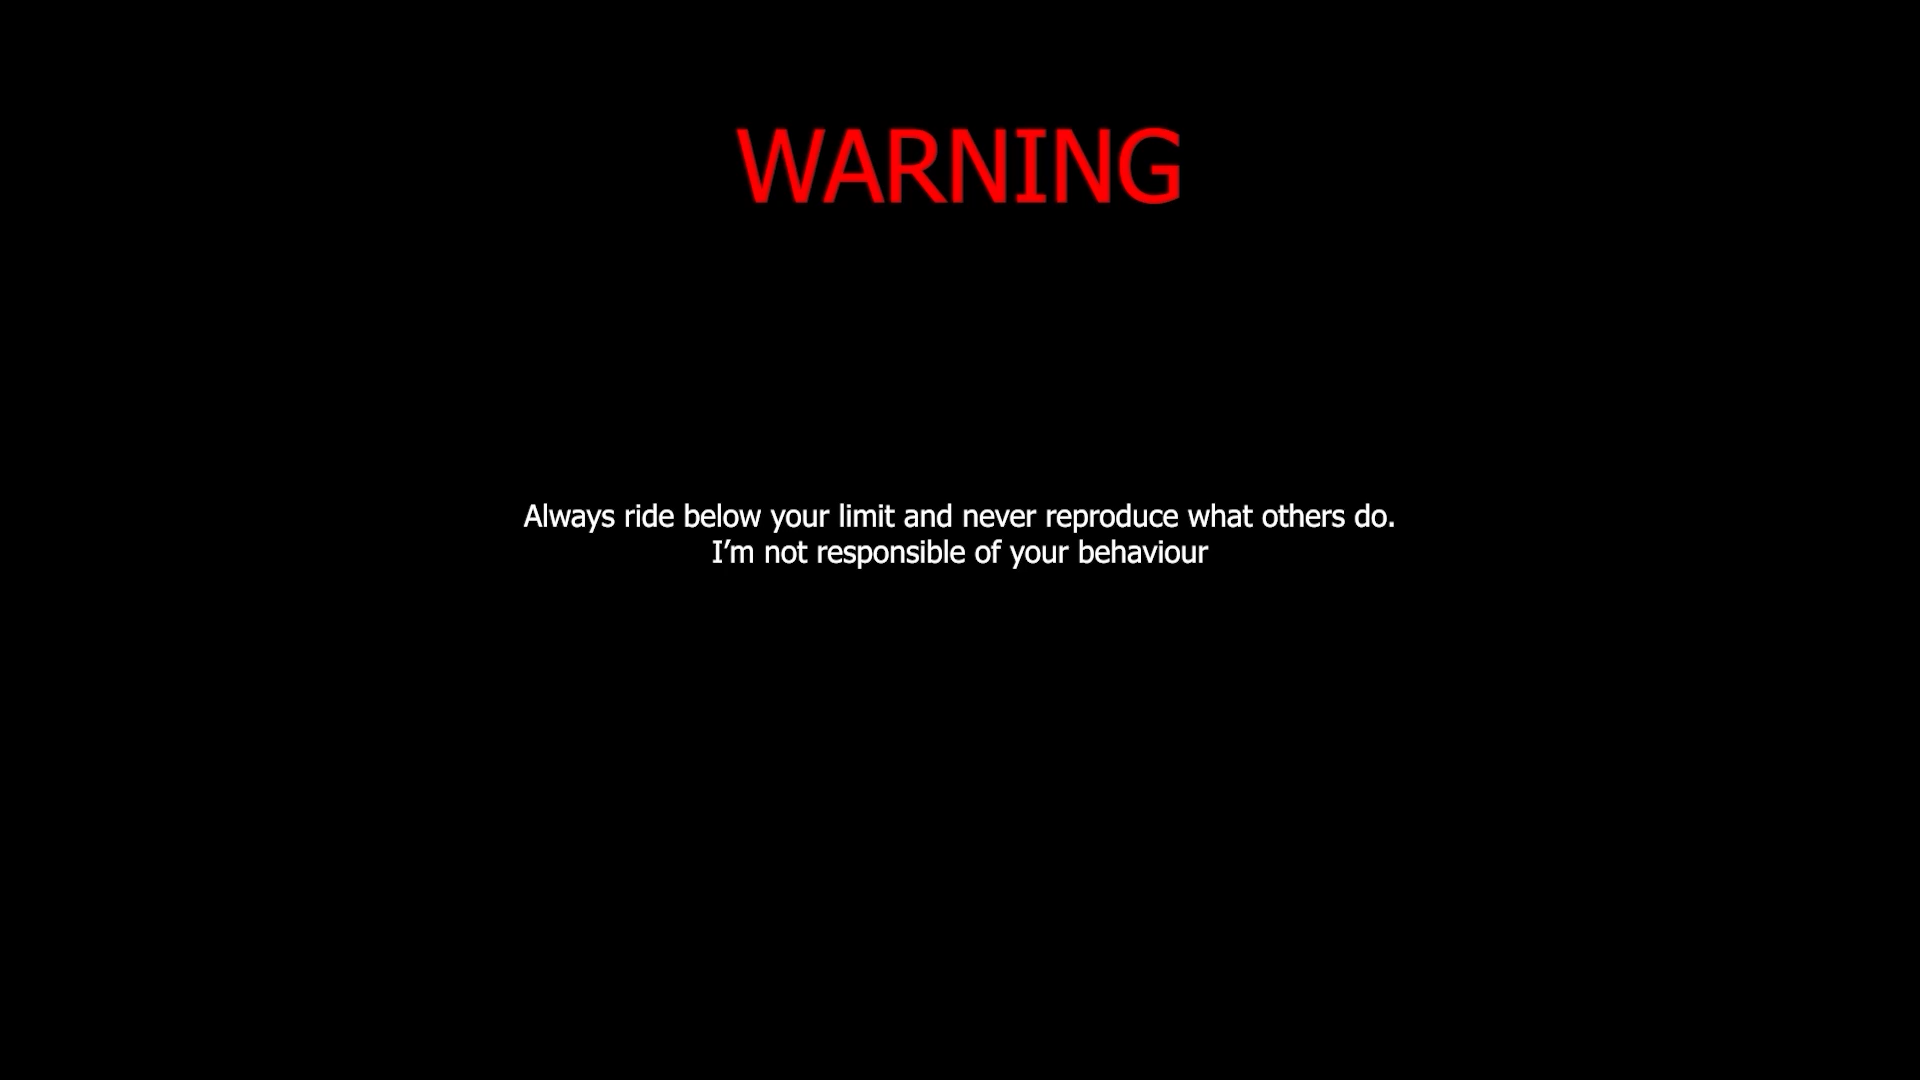 WARNING
Always ride below your limit and never reproduce what others do.
I’m not responsible of your behaviour